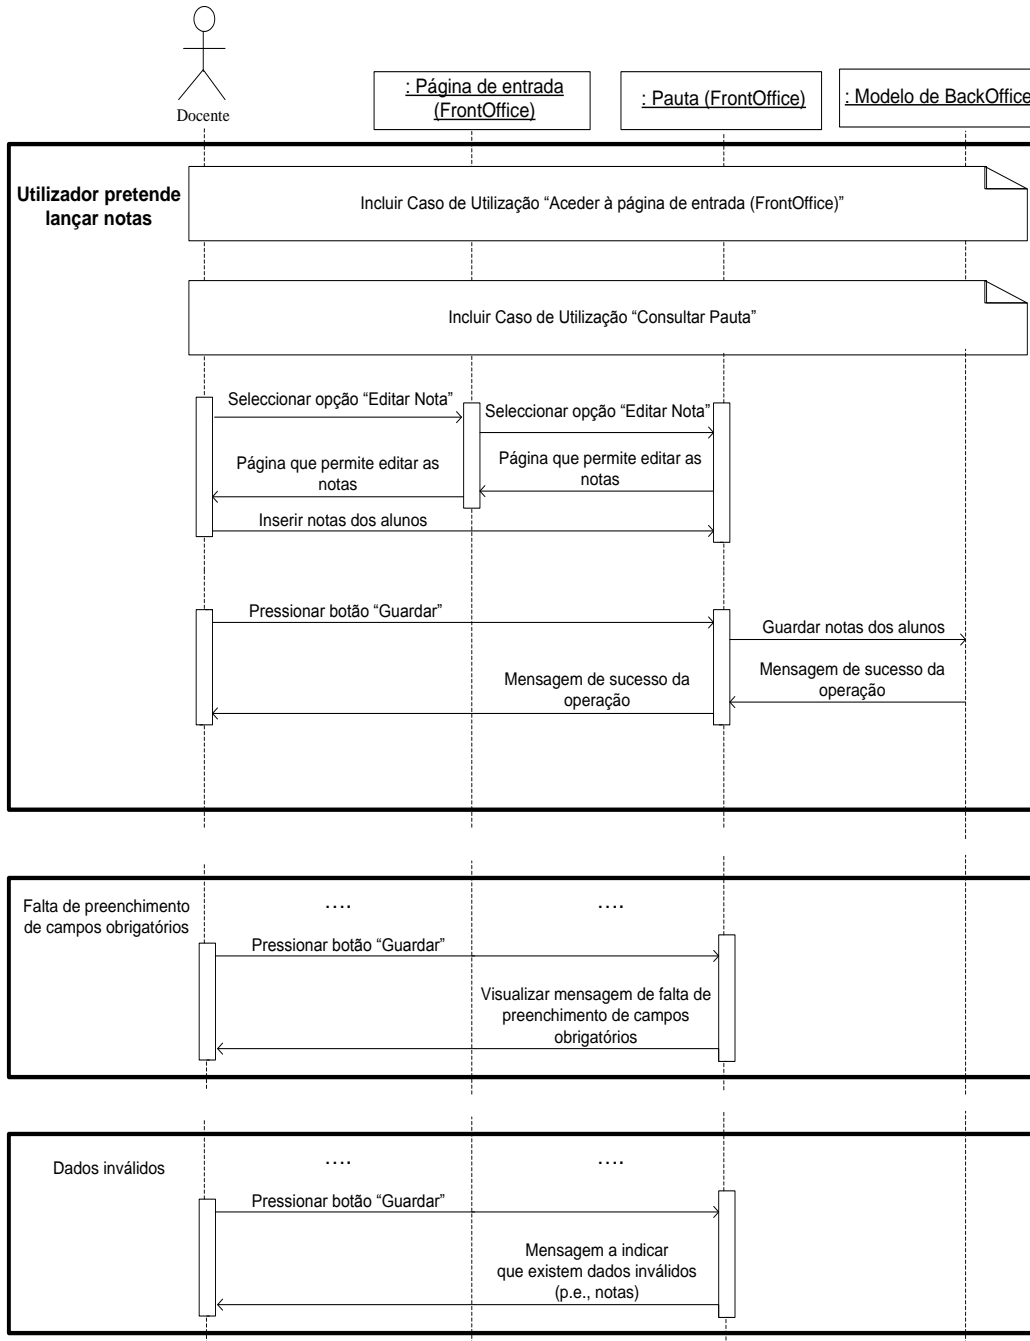 Docente
: Página de entrada
(FrontOffice)
: Pauta (FrontOffice)
: Modelo de BackOffice
Utilizador pretende
lançar notas
Incluir Caso de Utilização “Aceder à página de entrada (FrontOffice)”
Incluir Caso de Utilização “Consultar Pauta”
Seleccionar opção “Editar Nota”
Seleccionar opção “Editar Nota”
Página que permite editar as
notas
Página que permite editar as
notas
Inserir notas dos alunos
Pressionar botão “Guardar”
Guardar notas dos alunos
Mensagem de sucesso da
operação
Mensagem de sucesso da
operação
Falta de preenchimento
de campos obrigatórios
....
....
Pressionar botão “Guardar”
Visualizar mensagem de falta de
preenchimento de campos
obrigatórios
Dados inválidos
....
....
Pressionar botão “Guardar”
Mensagem a indicar
que existem dados inválidos
(p.e., notas)